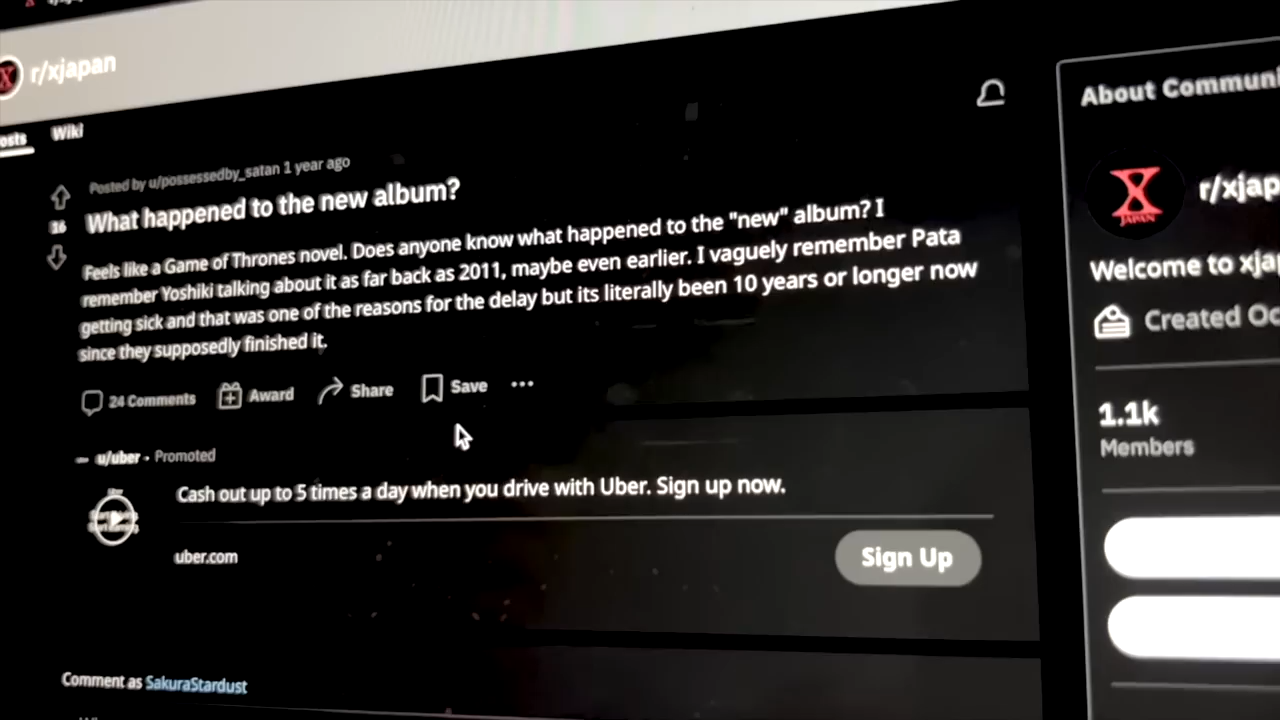 r/xjapan
Wiki
About
Posted by u/possessedby_satan 1 year ago
What happened to the new album?
16
Feels like a Game of Thrones novel. Does anyone know what happened to the "new" album? I
remember Yoshiki talking about it as far back as 2011, maybe even earlier. I vaguely remember Pata
getting sick and that was one of the reasons for the delay but its literally been 10 years or longer now
since they supposedly finished it.
24 Comments Award Share Save •••
u/uber • Promoted
Cash out up to 5 times a day when you drive with Uber. Sign up now.
uber.com
Sign Up
Comment as SakuraStardust
X
JAPAN
Welcome to
Created
1.1k
Members